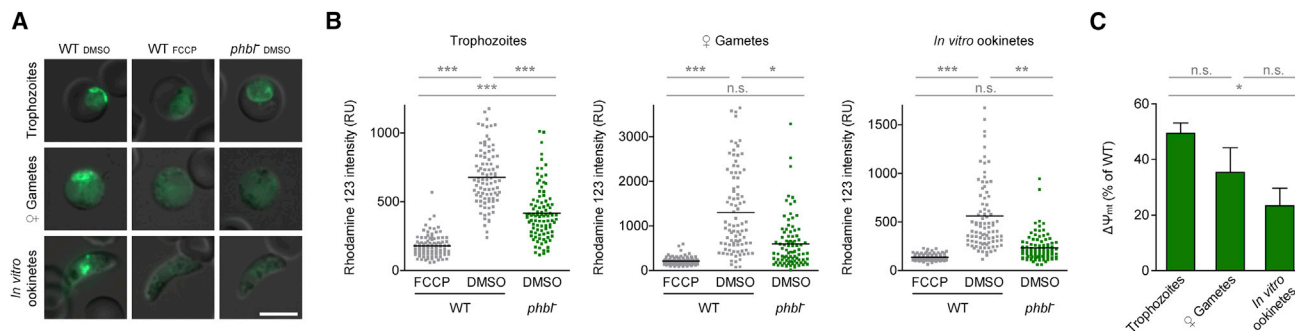 A
WT DMSO
WT FCCP
phbl⁻ DMSO
Trophozoites
♀ Gametes
In vitro
ookinetes
B
Trophozoites
***
***
***
Rhodamine 123 intensity (RU)
1000
500
0
FCCP DMSO DMSO
WT phbl⁻
♀ Gametes
***
*
n.s.
Rhodamine 123 intensity (RU)
3000
2000
1000
0
FCCP DMSO DMSO
WT phbl⁻
In vitro ookinetes
***
**
n.s.
Rhodamine 123 intensity (RU)
1500
1000
500
0
FCCP DMSO DMSO
WT phbl⁻
C
n.s.
n.s.
*
ΔΨmt (% of WT)
60
40
20
0
Trophozoites
♀ Gametes
In vitro
ookinetes